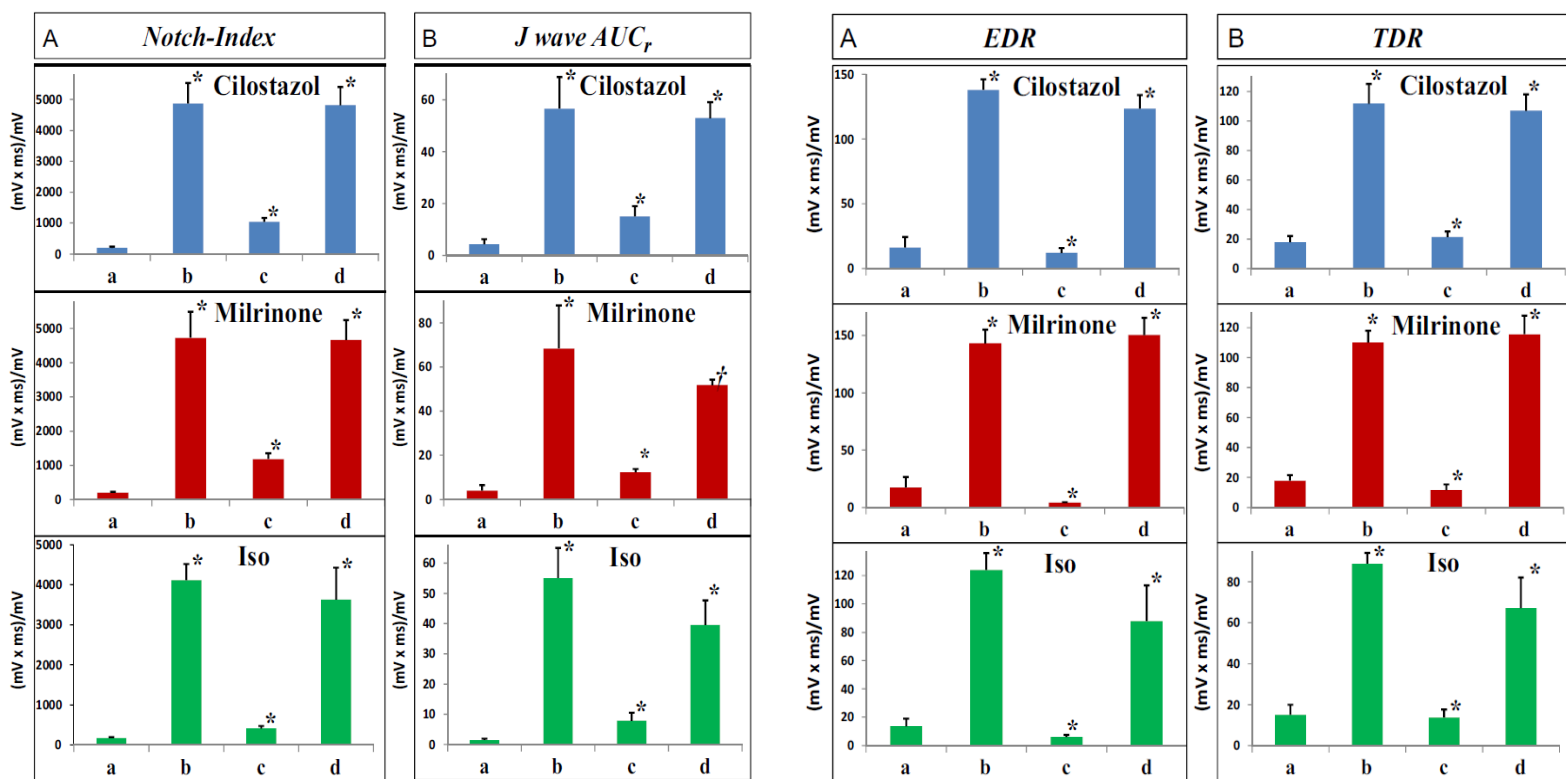 A Notch-Index
B J wave AUCr
A EDR
B TDR
Cilostazol
(mV x ms)/mV
5000
4000
3000
2000
1000
0
* * *
a b c d
Cilostazol
(mV x ms)/mV
60
40
20
0
* * *
a b c d
Cilostazol
(mV x ms)/mV
150
100
50
0
* * *
a b c d
Cilostazol
(mV x ms)/mV
120
100
80
60
40
20
0
* * *
a b c d
Milrinone
(mV x ms)/mV
5000
4000
3000
2000
1000
0
* * *
a b c d
Milrinone
(mV x ms)/mV
80
60
40
20
0
* * ‡
a b c d
Milrinone
(mV x ms)/mV
150
100
50
0
* * *
a b c d
Milrinone
(mV x ms)/mV
120
100
80
60
40
20
0
* * *
a b c d
Iso
(mV x ms)/mV
5000
4000
3000
2000
1000
0
* * *
a b c d
Iso
(mV x ms)/mV
60
50
40
30
20
10
0
* * *
a b c d
Iso
(mV x ms)/mV
120
100
80
60
40
20
0
* * *
a b c d
Iso
(mV x ms)/mV
80
60
40
20
0
* * *
a b c d